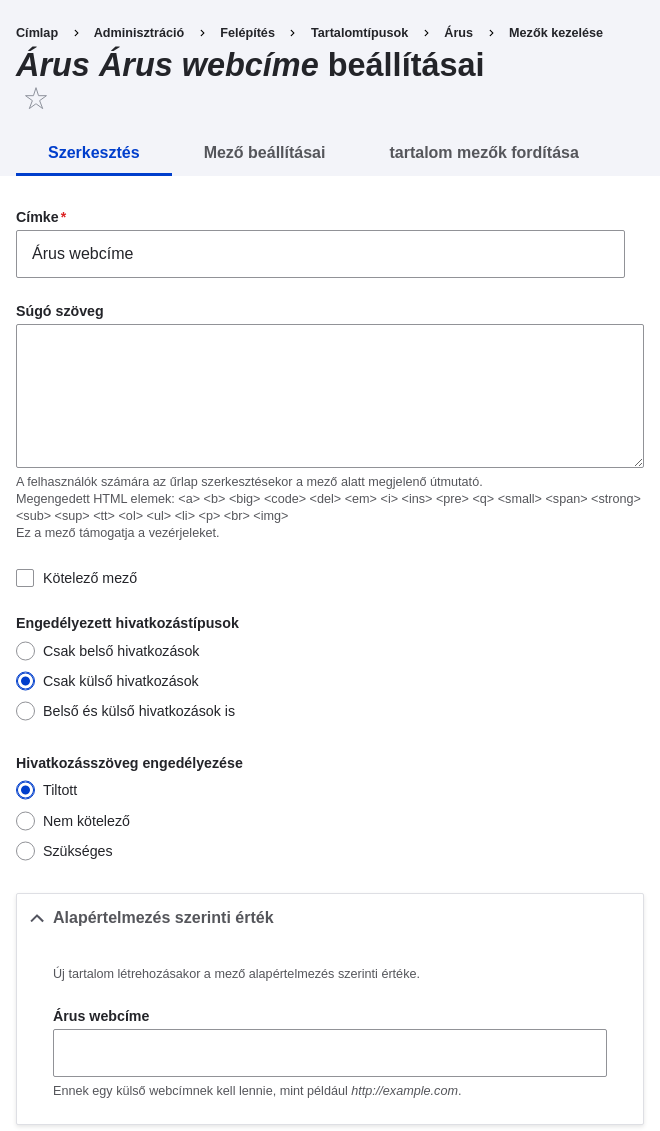 Címlap › Adminisztráció › Felépítés › Tartalomtípusok › Árus › Mezők kezelése
Árus Árus webcíme beállításai
Szerkesztés Mező beállításai tartalom mezők fordítása
Címke*
Árus webcíme
Súgó szöveg
A felhasználók számára az űrlap szerkesztésekor a mező alatt megjelenő útmutató.
Megengedett HTML elemek: <a> <b> <big> <code> <del> <em> <i> <ins> <pre> <q> <small> <span> <strong>
<sub> <sup> <tt> <ol> <ul> <li> <p> <br> <img>
Ez a mező támogatja a vezérjeleket.
Kötelező mező
Engedélyezett hivatkozástípusok
Csak belső hivatkozások
Csak külső hivatkozások
Belső és külső hivatkozások is
Hivatkozásszöveg engedélyezése
Tiltott
Nem kötelező
Szükséges
Alapértelmezés szerinti érték
Új tartalom létrehozásakor a mező alapértelmezés szerinti értéke.
Árus webcíme
Ennek egy külső webcímnek kell lennie, mint például http://example.com.